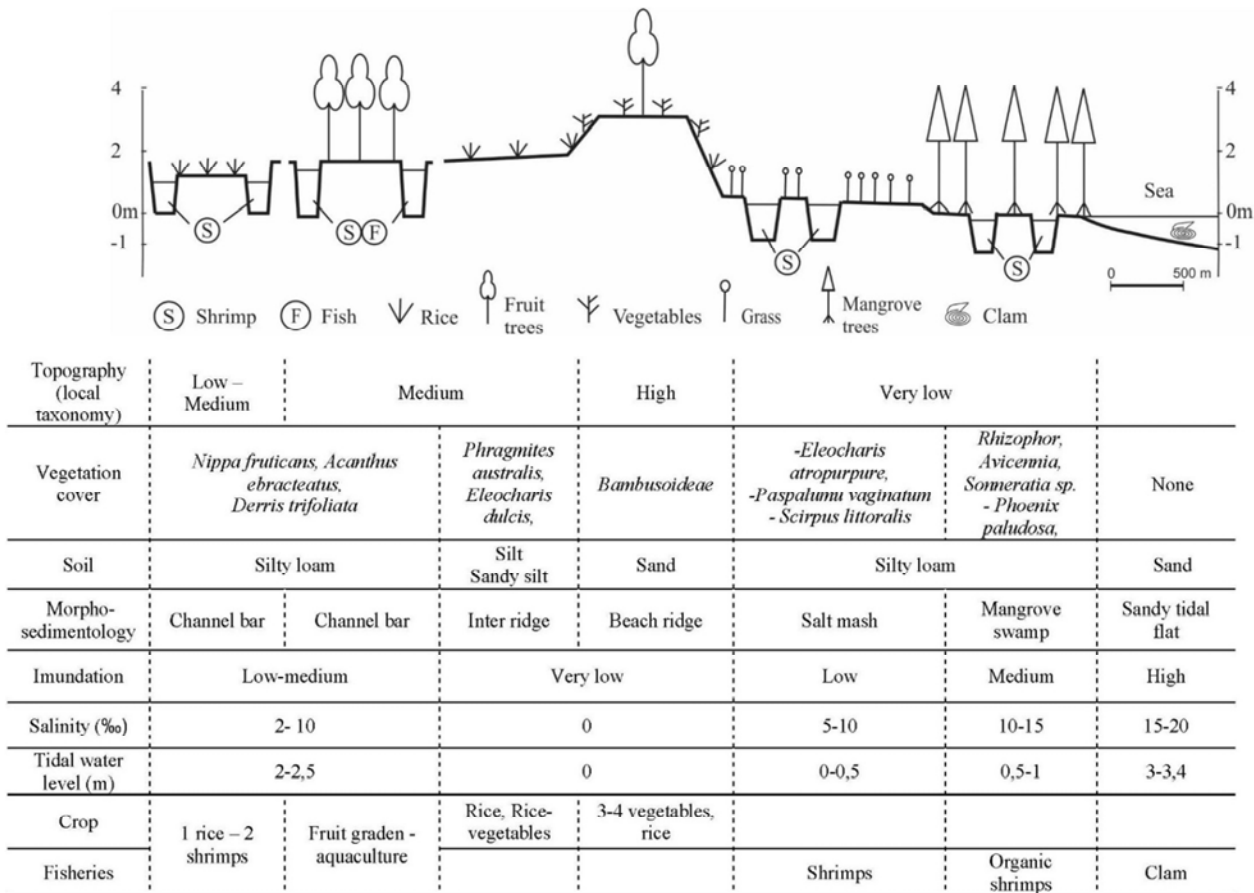 4
2
0m
-1
4
2
0
-1
S
S F
S
S
Sea
0 500 m
S Shrimp
F Fish
Rice
Fruit trees
Vegetables
Grass
Mangrove trees
Clam
Topography
(local
taxonomy)
Low –
Medium
Medium
High
Very low
Vegetation
cover
Nippa fruticans, Acanthus
ebracteatus,
Derris trifoliata
Phragmites
australis,
Eleocharis
dulcis,
Bambusoideae
-Eleocharis
atropurpure,
-Paspalumu vaginatum
- Scirpus littoralis
Rhizophor,
Avicennia,
Sonneratia sp.
- Phoenix
paludosa,
None
Soil
Silty loam
Silt
Sandy silt
Sand
Silty loam
Sand
Morpho-
sedimentology
Channel bar
Channel bar
Inter ridge
Beach ridge
Salt mash
Mangrove
swamp
Sandy tidal
flat
Imundation
Low-medium
Very low
Low
Medium
High
Salinity (‰)
2- 10
0
5-10
10-15
15-20
Tidal water
level (m)
2-2,5
0
0-0,5
0,5-1
3-3,4
Crop
1 rice – 2
shrimps
Fruit graden -
aquaculture
Rice, Rice-
vegetables
3-4 vegetables,
rice
Fisheries
Shrimps
Organic
shrimps
Clam